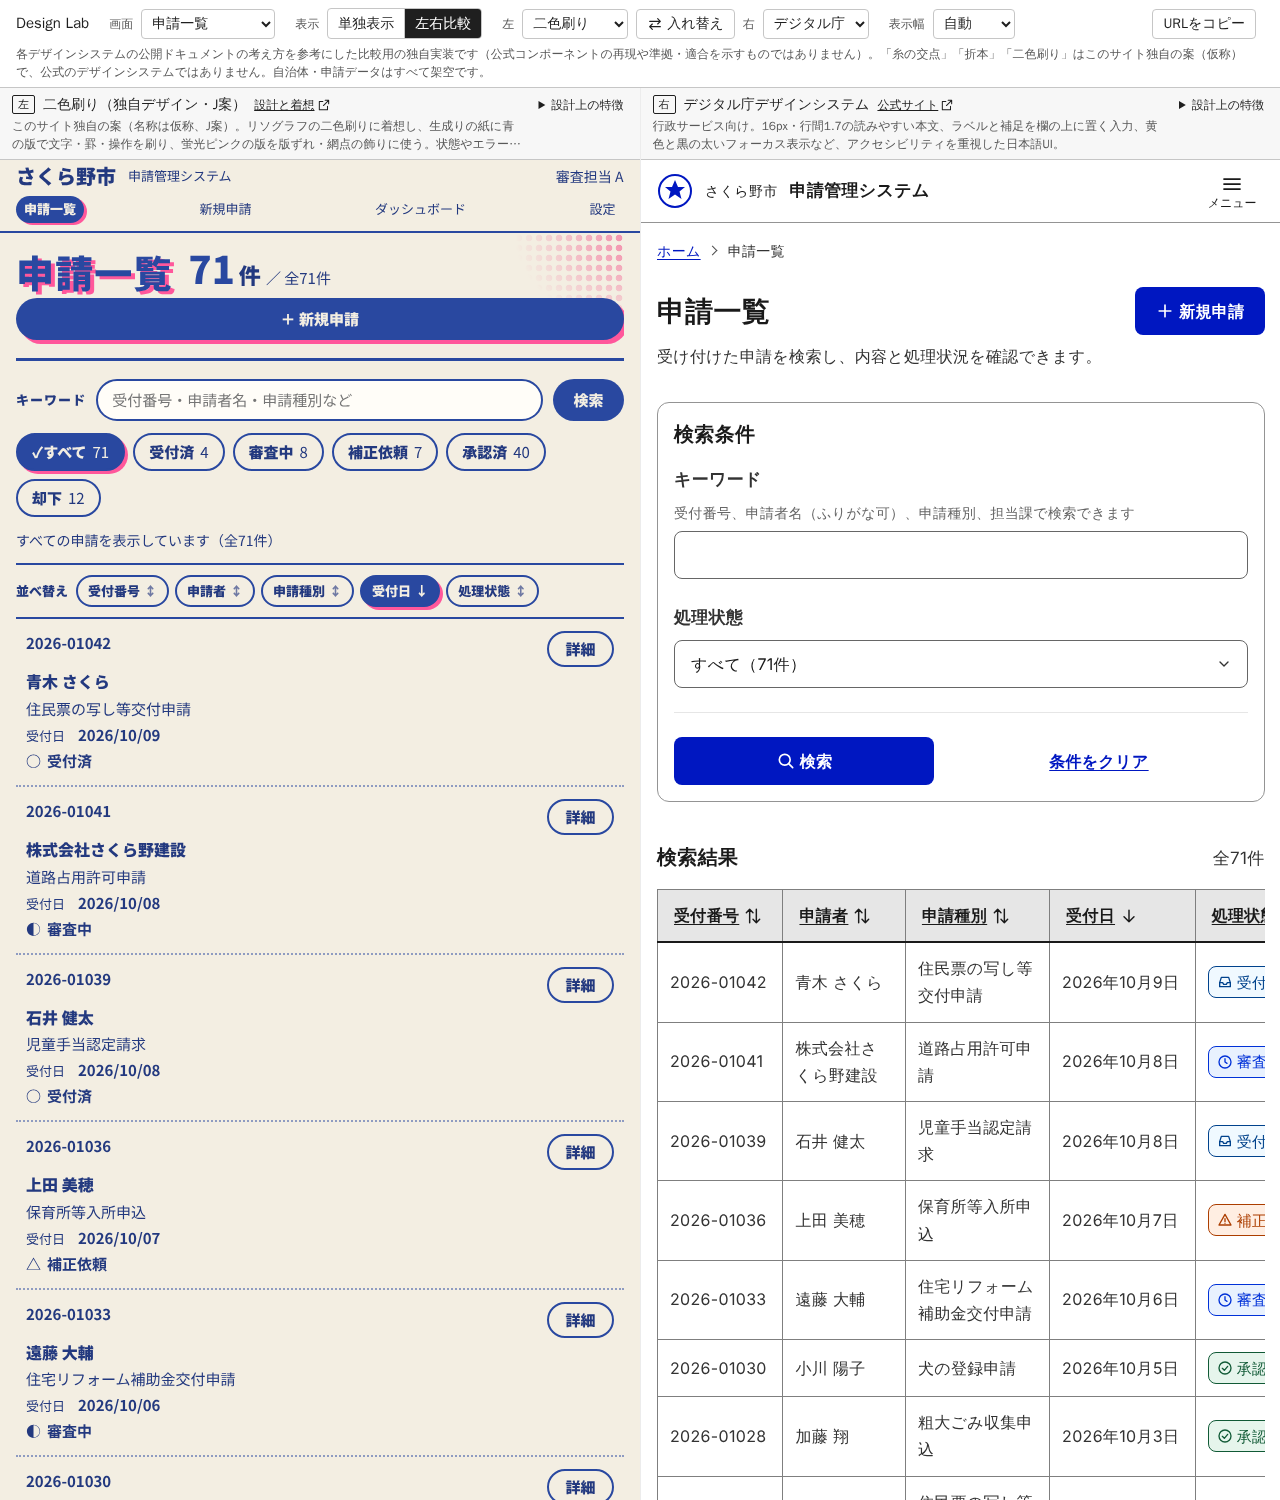 Design Lab 画面 申請一覧 表示 単独表示 左右比較 左 二色刷り ⇄ 入れ替え 右 デジタル庁 表示幅 自動 URLをコピー
各デザインシステムの公開ドキュメントの考え方を参考にした比較用の独自実装です（公式コンポーネントの再現や準拠・適合を示すものではありません）。「糸の交点」「折本」「二色刷り」はこのサイト独自の案（仮称）
で、公式のデザインシステムではありません。自治体・申請データはすべて架空です。
左 二色刷り（独自デザイン・J案） 設計と着想 ▶ 設計上の特徴
このサイト独自の案（名称は仮称、J案）。リソグラフの二色刷りに着想し、生成りの紙に青
の版で文字・罫・操作を刷り、蛍光ピンクの版を版ずれ・網点の飾りに使う。状態やエラー…
さくら野市 申請管理システム 審査担当 A
申請一覧 新規申請 ダッシュボード 設定
申請一覧 71 件 ／ 全71件
＋ 新規申請
キーワード 受付番号・申請者名・申請種別など 検索
✓すべて 71 受付済 4 審査中 8 補正依頼 7 承認済 40
却下 12
すべての申請を表示しています（全71件）
並べ替え 受付番号 ↕ 申請者 ↕ 申請種別 ↕ 受付日 ↓ 処理状態 ↕
2026-01042 詳細
青木 さくら
住民票の写し等交付申請
受付日 2026/10/09
○ 受付済
2026-01041 詳細
株式会社さくら野建設
道路占用許可申請
受付日 2026/10/08
◐ 審査中
2026-01039 詳細
石井 健太
児童手当認定請求
受付日 2026/10/08
○ 受付済
2026-01036 詳細
上田 美穂
保育所等入所申込
受付日 2026/10/07
△ 補正依頼
2026-01033 詳細
遠藤 大輔
住宅リフォーム補助金交付申請
受付日 2026/10/06
◐ 審査中
2026-01030 詳細
右 デジタル庁デザインシステム 公式サイト ▶ 設計上の特徴
行政サービス向け。16px・行間1.7の読みやすい本文、ラベルと補足を欄の上に置く入力、黄
色と黒の太いフォーカス表示など、アクセシビリティを重視した日本語UI。
さくら野市 申請管理システム メニュー
ホーム 申請一覧
申請一覧 ＋ 新規申請
受け付けた申請を検索し、内容と処理状況を確認できます。
検索条件
キーワード
受付番号、申請者名（ふりがな可）、申請種別、担当課で検索できます
処理状態
すべて（71件）
検索 条件をクリア
検索結果 全71件
受付番号 申請者 申請種別 受付日 ↓ 処理状
2026-01042 青木 さくら 住民票の写し等 2026年10月9日 受付
交付申請
2026-01041 株式会社さ 道路占用許可申 2026年10月8日 審査
くら野建設 請
2026-01039 石井 健太 児童手当認定請 2026年10月8日 受付
求
2026-01036 上田 美穂 保育所等入所申 2026年10月7日 補正
込
2026-01033 遠藤 大輔 住宅リフォーム 2026年10月6日 審査
補助金交付申請
2026-01030 小川 陽子 犬の登録申請 2026年10月5日 承認
2026-01028 加藤 翔 粗大ごみ収集申 2026年10月3日 承認
込
住民票の写し等